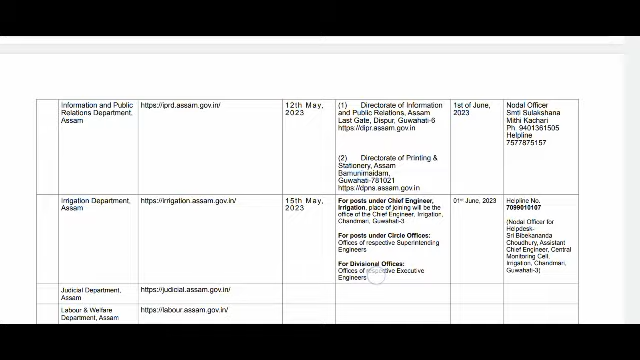 Information and Public
Relations Department,
Assam
https://iprd.assam.gov.in/
12th May,
2023
(1) Directorate of Information
and Public Relations, Assam
Last Gate, Dispur, Guwahati-6
https://dipr.assam.gov.in
(2) Directorate of Printing &
Stationery, Assam
Bamunimaidam,
Guwahati-781021
https://dpns.assam.gov.in
1st of June,
2023
Nodal Officer
Smti Sulakshana
Mithi Kachari
Ph. 9401361505
Helpline
7577875157
Irrigation Department,
Assam
https://irrigation.assam.gov.in/
15th May,
2023
For posts under Chief Engineer,
Irrigation, place of joining will be the
office of the Chief Engineer, Irrigation,
Chandmari, Guwahati-3
For posts under Circle Offices:
Offices of respective Superintending
Engineers
For Divisional Offices:
Offices of respective Executive
Engineers
01st June, 2023
Helpline No.
7099010107
(Nodal Officer for
Helpdesk-
Sri Bibekananda
Choudhury, Assistant
Chief Engineer, Central
Monitoring Cell,
Irrigation, Chandmari,
Guwahati-3)
Judicial Department,
Assam
https://judicial.assam.gov.in/
Labour & Welfare
Department, Assam
https://labour.assam.gov.in/